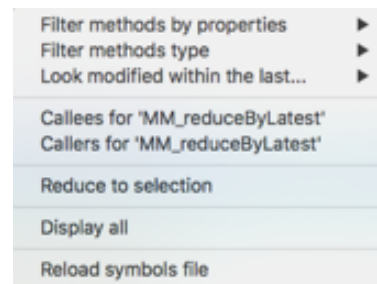 Filter methods by properties
Filter methods type
Look modified within the last...
Callees for 'MM_reduceByLatest'
Callers for 'MM_reduceByLatest'
Reduce to selection
Display all
Reload symbols file